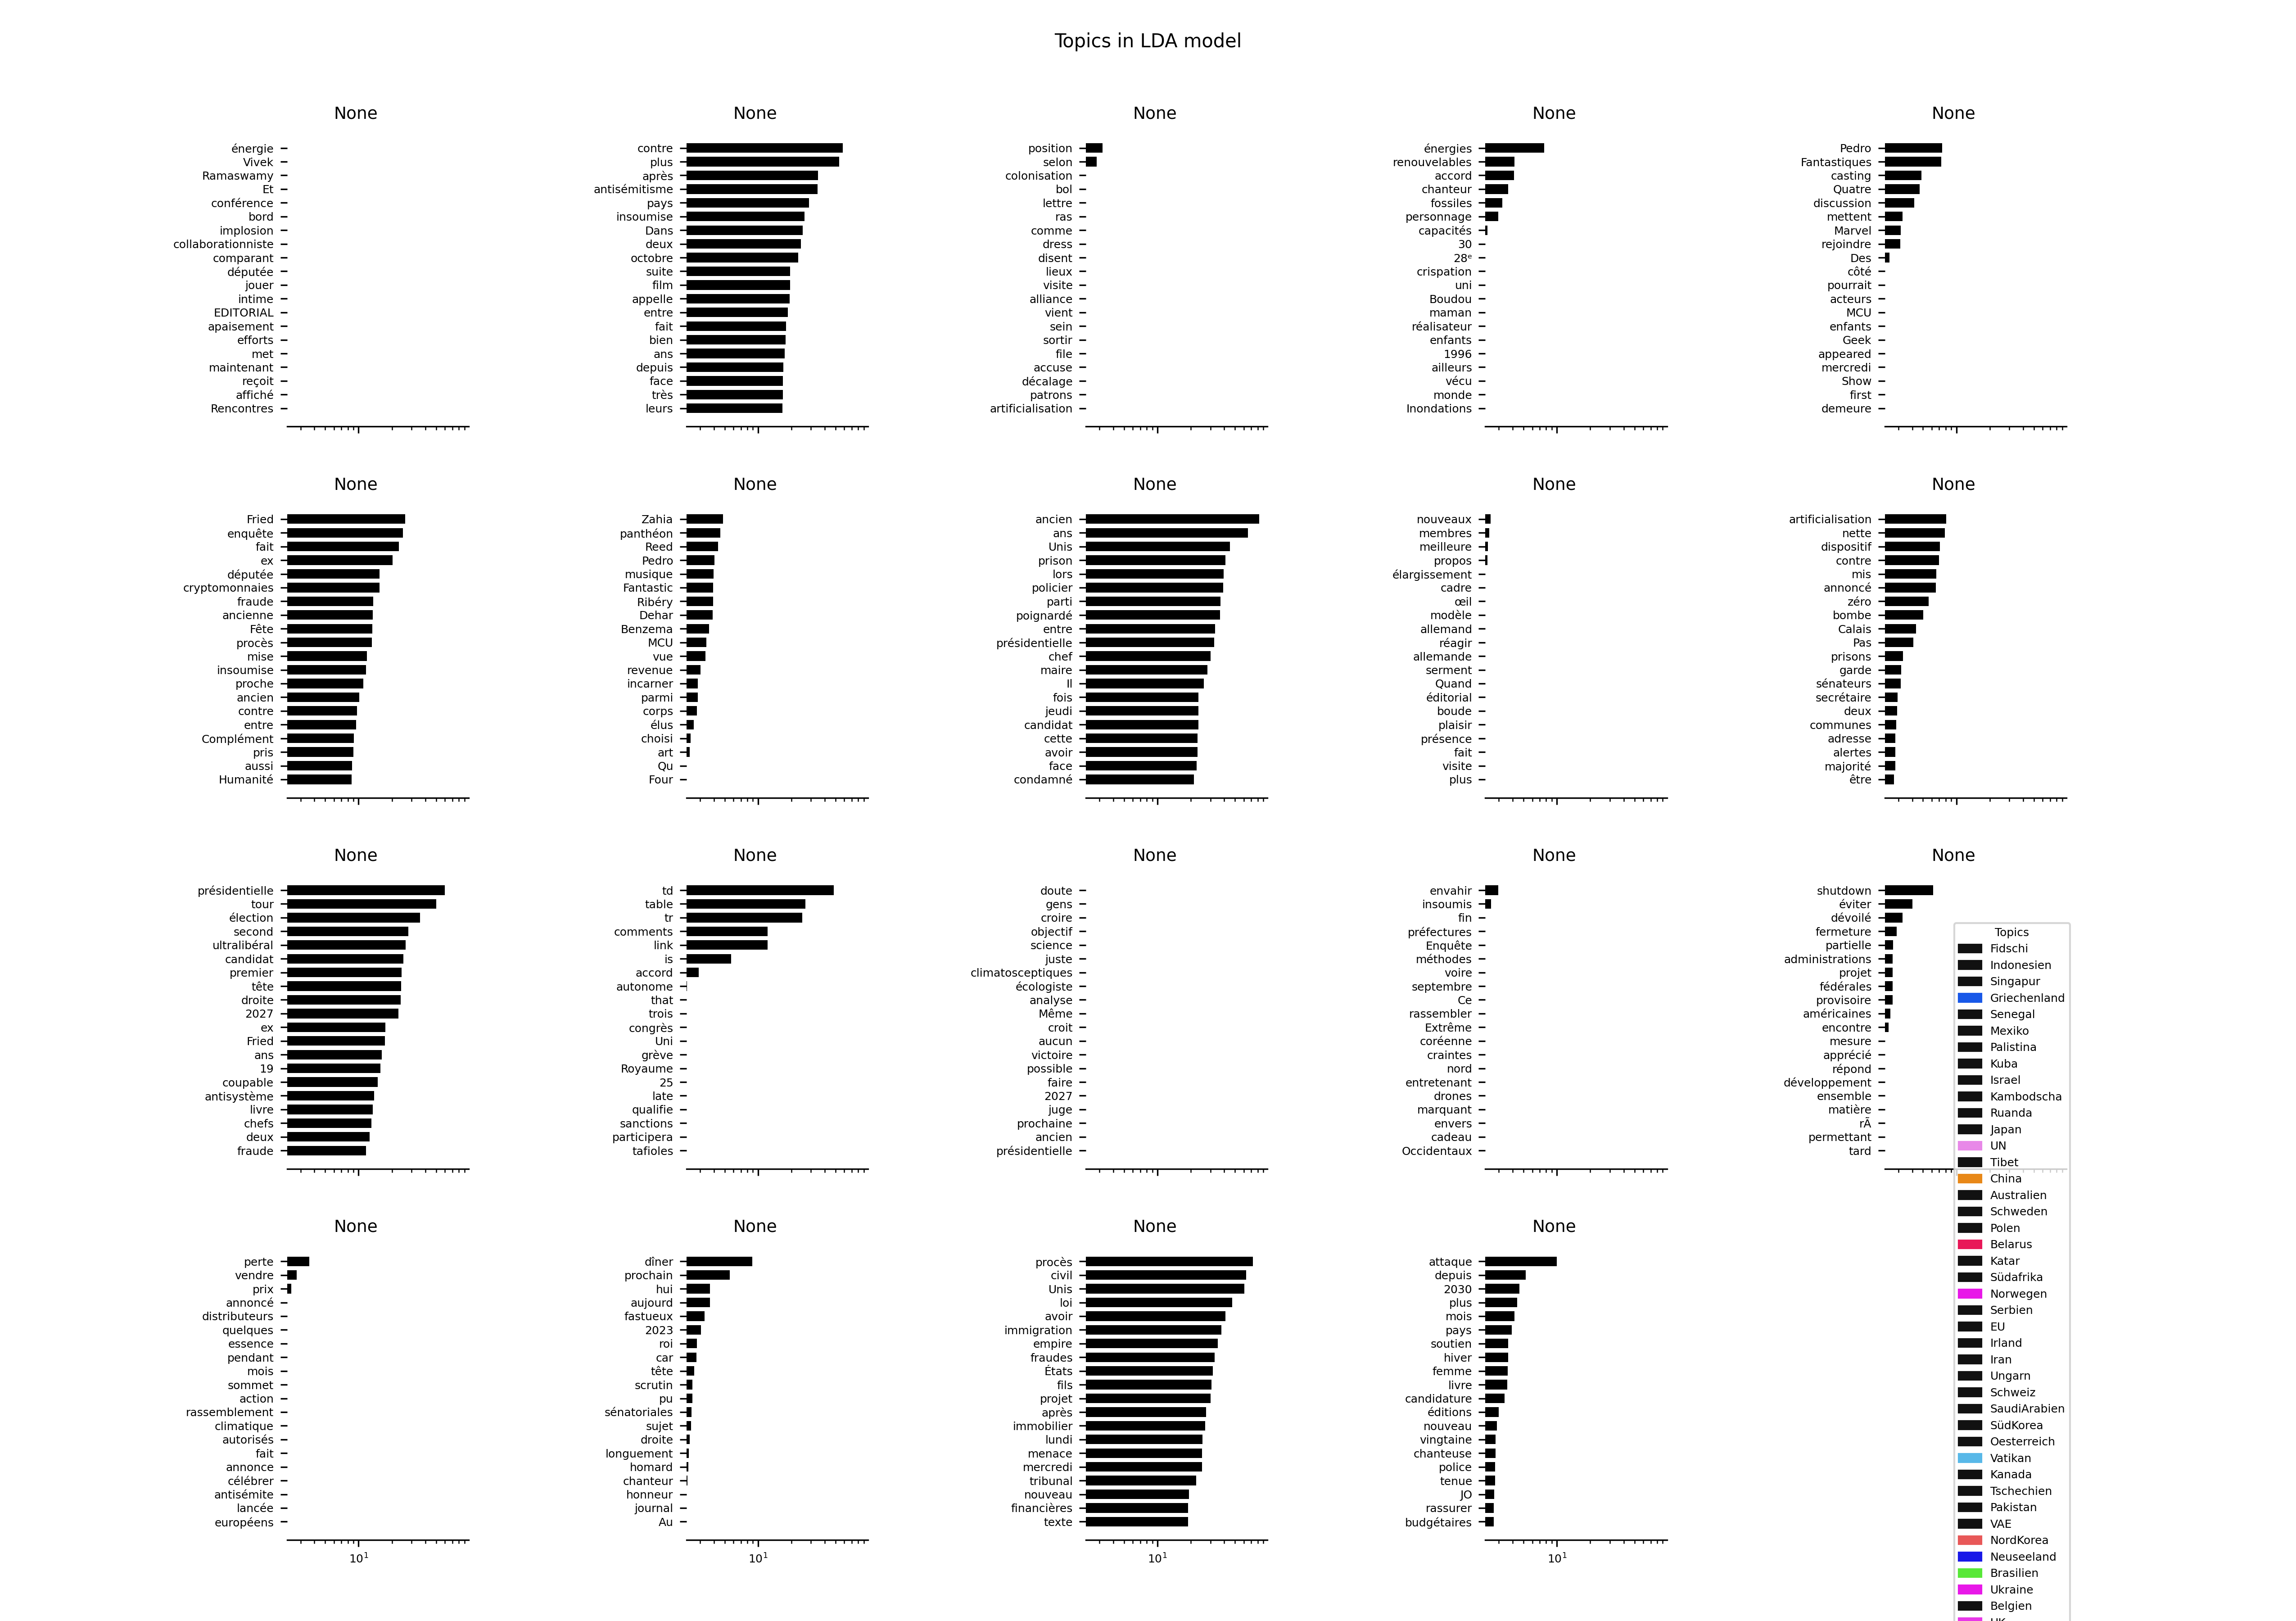 Topics in LDA model
None
énergie
Vivek
Ramaswamy
Et
conférence
bord
implosion
collaborationniste
comparant
députée
jouer
intime
EDITORIAL
apaisement
efforts
met
maintenant
reçoit
affiché
Rencontres
None
contre
plus
après
antisémitisme
pays
insoumise
Dans
deux
octobre
suite
film
appelle
entre
fait
bien
ans
depuis
face
très
leurs
None
position
selon
colonisation
bol
lettre
ras
comme
dress
disent
lieux
visite
alliance
vient
sein
sortir
file
accuse
décalage
patrons
artificialisation
None
énergies
renouvelables
accord
chanteur
fossiles
personnage
capacités
30
28ᵉ
crispation
uni
Boudou
maman
réalisateur
enfants
1996
ailleurs
vécu
monde
Inondations
None
Pedro
Fantastiques
casting
Quatre
discussion
mettent
Marvel
rejoindre
Des
côté
pourrait
acteurs
MCU
enfants
Geek
appeared
mercredi
Show
first
demeure
None
Fried
enquête
fait
ex
députée
cryptomonnaies
fraude
ancienne
Fête
procès
mise
insoumise
proche
ancien
contre
entre
Complément
pris
aussi
Humanité
None
Zahia
panthéon
Reed
Pedro
musique
Fantastic
Ribéry
Dehar
Benzema
MCU
vue
revenue
incarner
parmi
corps
élus
choisi
art
Qu
Four
None
ancien
ans
Unis
prison
lors
policier
parti
poignardé
entre
présidentielle
chef
maire
Il
fois
jeudi
candidat
cette
avoir
face
condamné
None
nouveaux
membres
meilleure
propos
élargissement
cadre
œil
modèle
allemand
réagir
allemande
serment
Quand
éditorial
boude
plaisir
présence
fait
visite
plus
None
artificialisation
nette
dispositif
contre
mis
annoncé
zéro
bombe
Calais
Pas
prisons
garde
sénateurs
secrétaire
deux
communes
adresse
alertes
majorité
être
None
présidentielle
tour
élection
second
ultralibéral
candidat
premier
tête
droite
2027
ex
Fried
ans
19
coupable
antisystème
livre
chefs
deux
fraude
None
td
table
tr
comments
link
is
accord
autonome
that
trois
congrès
Uni
grève
Royaume
25
late
qualifie
sanctions
participera
tafioles
None
doute
gens
croire
objectif
science
juste
climatosceptiques
écologiste
analyse
Même
croit
aucun
victoire
possible
faire
2027
juge
prochaine
ancien
présidentielle
None
envahir
insoumis
fin
préfectures
Enquête
méthodes
voire
septembre
Ce
rassembler
Extrême
coréenne
craintes
nord
entretenant
drones
marquant
envers
cadeau
Occidentaux
None
shutdown
éviter
dévoilé
fermeture
partielle
administrations
projet
fédérales
provisoire
américaines
encontre
mesure
apprécié
répond
développement
ensemble
matière
rÃ
permettant
tard
None
perte
vendre
prix
annoncé
distributeurs
quelques
essence
pendant
mois
sommet
action
rassemblement
climatique
autorisés
fait
annonce
célébrer
antisémite
lancée
européens
10¹
None
dîner
prochain
hui
aujourd
fastueux
2023
roi
car
tête
scrutin
pu
sénatoriales
sujet
droite
longuement
homard
chanteur
honneur
journal
Au
10¹
None
procès
civil
Unis
loi
avoir
immigration
empire
fraudes
États
fils
projet
après
immobilier
lundi
menace
mercredi
tribunal
nouveau
financières
texte
10¹
None
attaque
depuis
2030
plus
mois
pays
soutien
hiver
femme
livre
candidature
éditions
nouveau
vingtaine
chanteuse
police
tenue
JO
rassurer
budgétaires
10¹
Topics
Fidschi
Indonesien
Singapur
Griechenland
Senegal
Mexiko
Palistina
Kuba
Israel
Kambodscha
Ruanda
Japan
UN
Tibet
China
Australien
Schweden
Polen
Belarus
Katar
Südafrika
Norwegen
Serbien
EU
Irland
Iran
Ungarn
Schweiz
SaudiArabien
SüdKorea
Oesterreich
Vatikan
Kanada
Tschechien
Pakistan
VAE
NordKorea
Neuseeland
Brasilien
Ukraine
Belgien